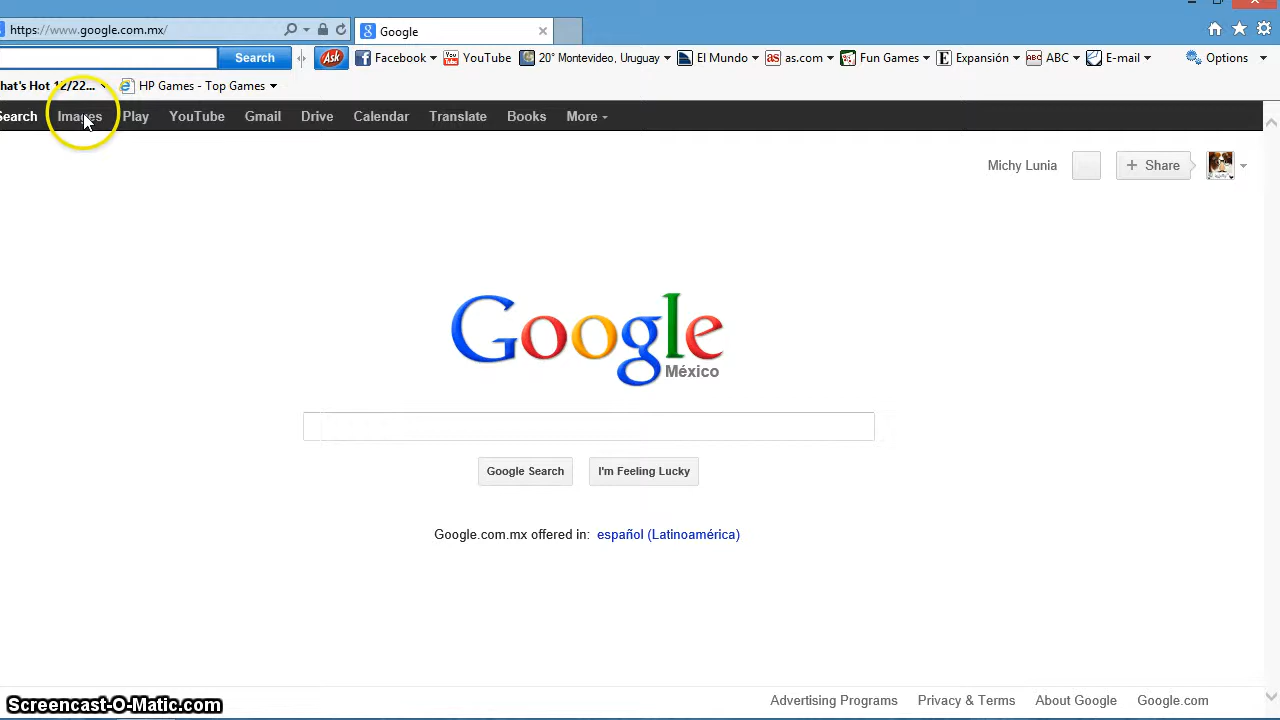 https://www.google.com.mx/
Google
Search
Ask
Facebook
YouTube
20° Montevideo, Uruguay
El Mundo
as.com
Fun Games
Expansión
ABC
E-mail
Options
hat's Hot 12/22...
HP Games - Top Games
Search Images Play YouTube Gmail Drive Calendar Translate Books More
Michy Lunia
+ Share
Google
México
Google Search
I'm Feeling Lucky
Google.com.mx offered in: español (Latinoamérica)
Advertising Programs Privacy & Terms About Google Google.com
Screencast-O-Matic.com